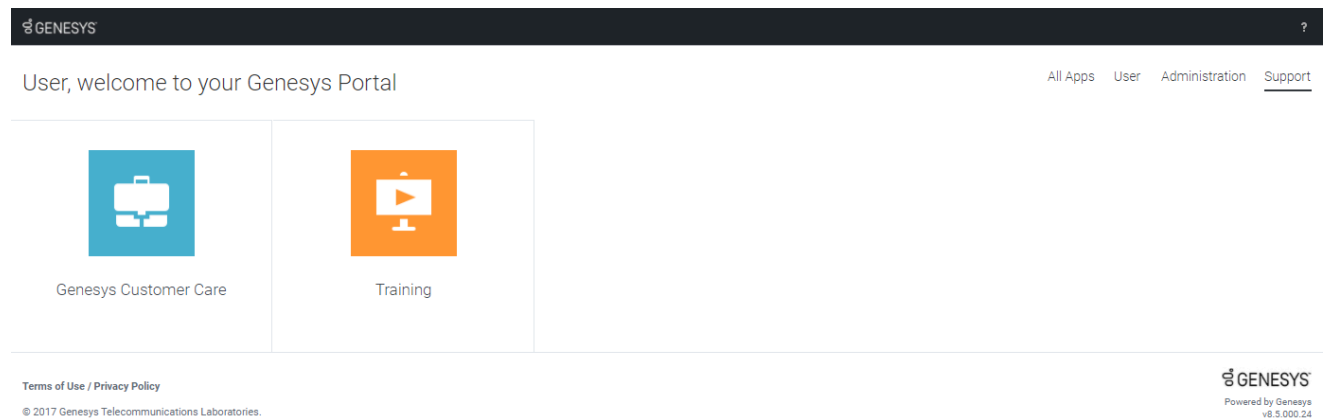 GENESYS
?
User, welcome to your Genesys Portal
All Apps User Administration Support
Genesys Customer Care
Training
Terms of Use / Privacy Policy
© 2017 Genesys Telecommunications Laboratories.
GENESYS
Powered by Genesys
v8.5.000.24